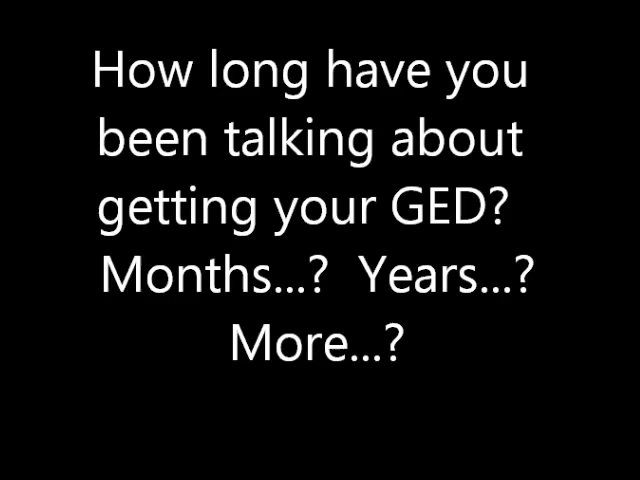 How long have you
been talking about
getting your GED?
Months...? Years...?
More...?